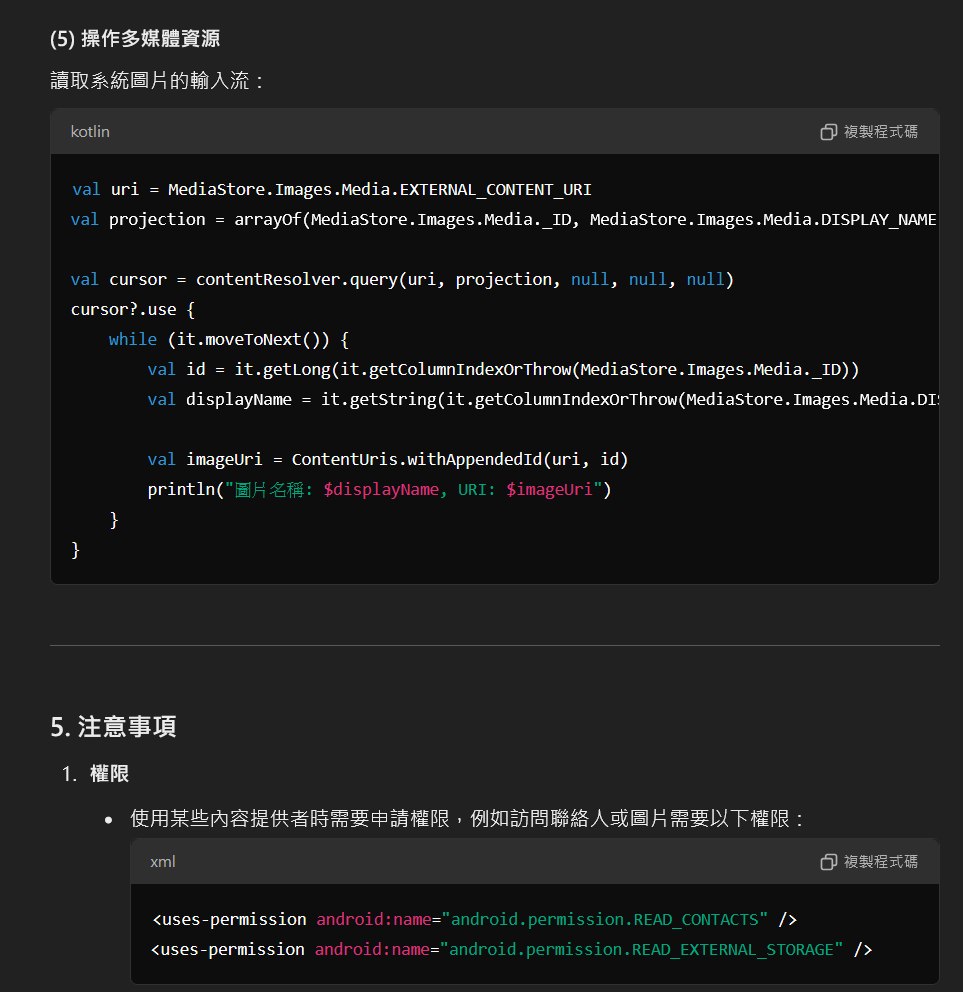 (5) 操作多媒體資源
讀取系統圖片的輸入流：
kotlin
複製程式碼
val uri = MediaStore.Images.Media.EXTERNAL_CONTENT_URI
val projection = arrayOf(MediaStore.Images.Media._ID, MediaStore.Images.Media.DISPLAY_NAME
val cursor = contentResolver.query(uri, projection, null, null, null)
cursor?.use {
while (it.moveToNext()) {
val id = it.getLong(it.getColumnIndexOrThrow(MediaStore.Images.Media._ID))
val displayName = it.getString(it.getColumnIndexOrThrow(MediaStore.Images.Media.DI
val imageUri = ContentUris.withAppendedId(uri, id)
println("圖片名稱: $displayName, URI: $imageUri")
}
}
5. 注意事項
1. 權限
• 使用某些內容提供者時需要申請權限，例如訪問聯絡人或圖片需要以下權限：
xml
複製程式碼
<uses-permission android:name="android.permission.READ_CONTACTS" />
<uses-permission android:name="android.permission.READ_EXTERNAL_STORAGE" />